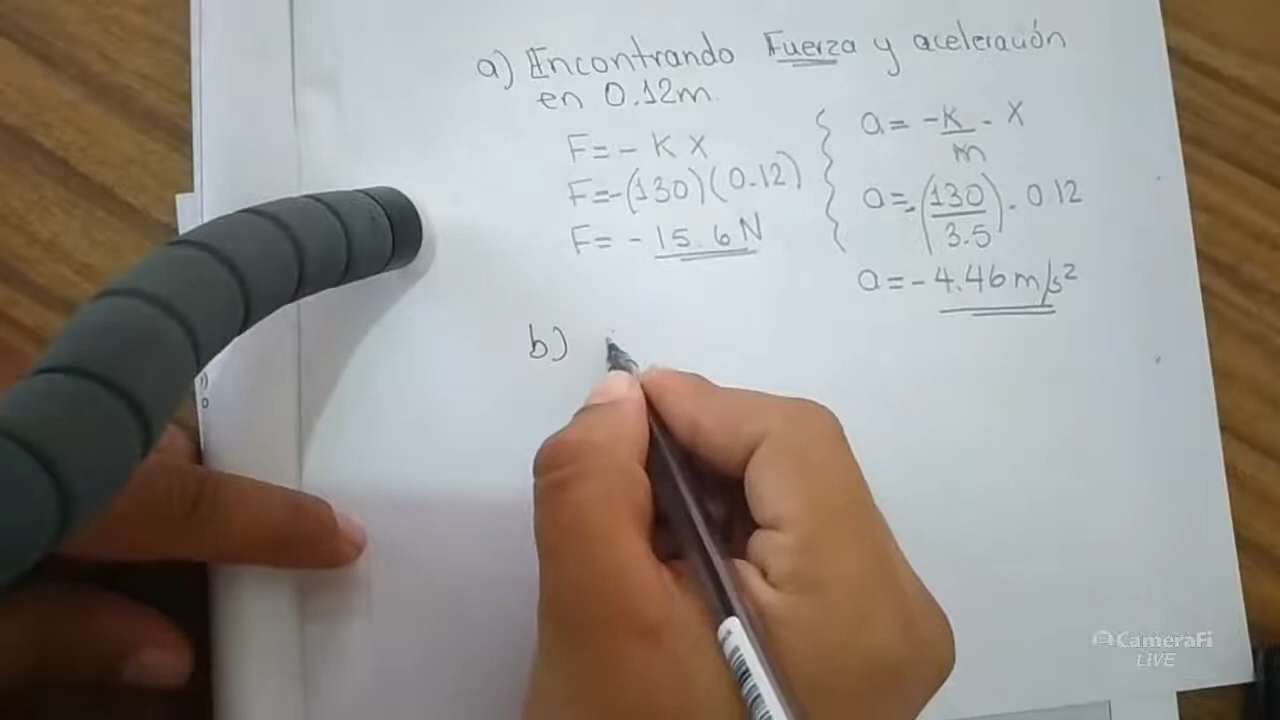 a) Encontrando Fuerza y aceleración
en 0.12m.
F = - K X
F = -(130)(0.12)
F = - 15.6N
a = -K/m . X
a = -(130/3.5) . 0.12
a = - 4.46 m/s²
b)
CameraFi
LIVE